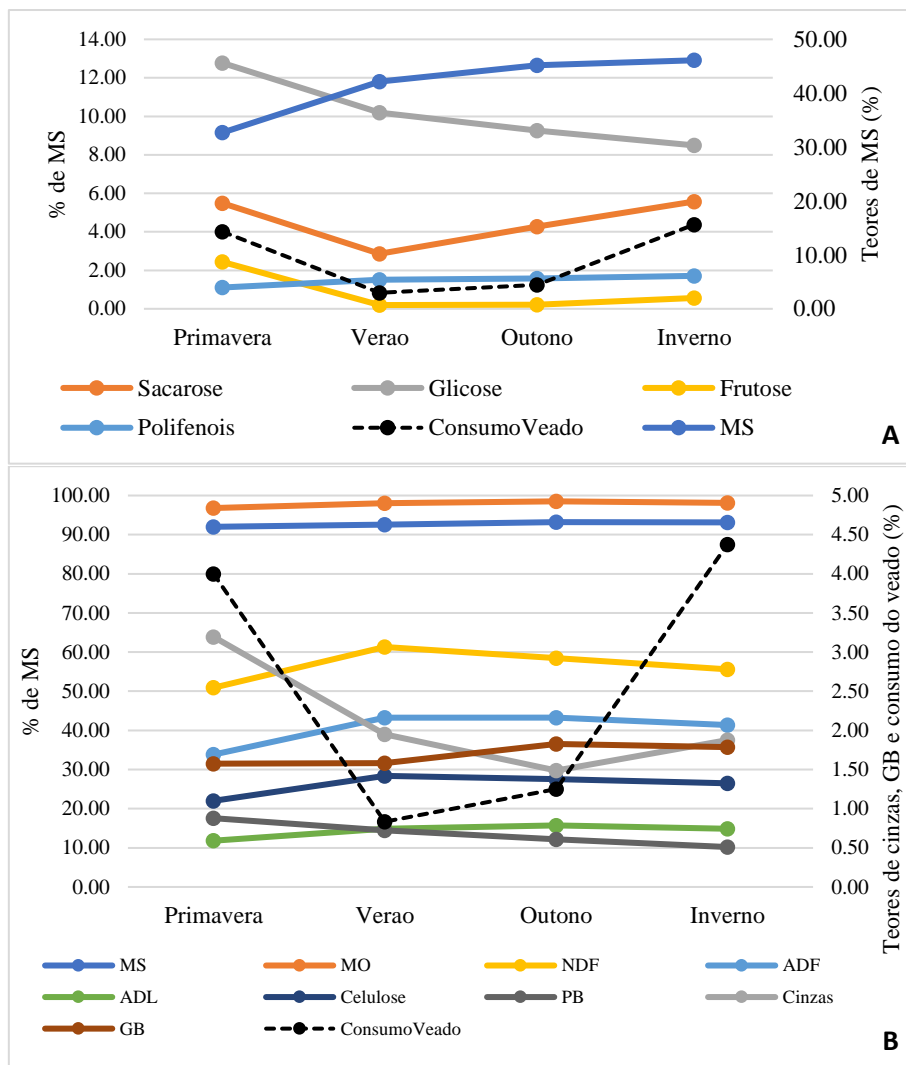 14.00
12.00
10.00
8.00
6.00
4.00
2.00
0.00
% de MS
50.00
40.00
30.00
20.00
10.00
0.00
Teores de MS (%)
Primavera Verao Outono Inverno
Sacarose Glicose Frutose
Polifenois ConsumoVeado MS
A
100.00
90.00
80.00
70.00
60.00
50.00
40.00
30.00
20.00
10.00
0.00
% de MS
5.00
4.50
4.00
3.50
3.00
2.50
2.00
1.50
1.00
0.50
0.00
Teores de cinzas, GB e consumo do veado (%)
Primavera Verao Outono Inverno
MS MO NDF ADF
ADL Celulose PB Cinzas
GB ConsumoVeado
B